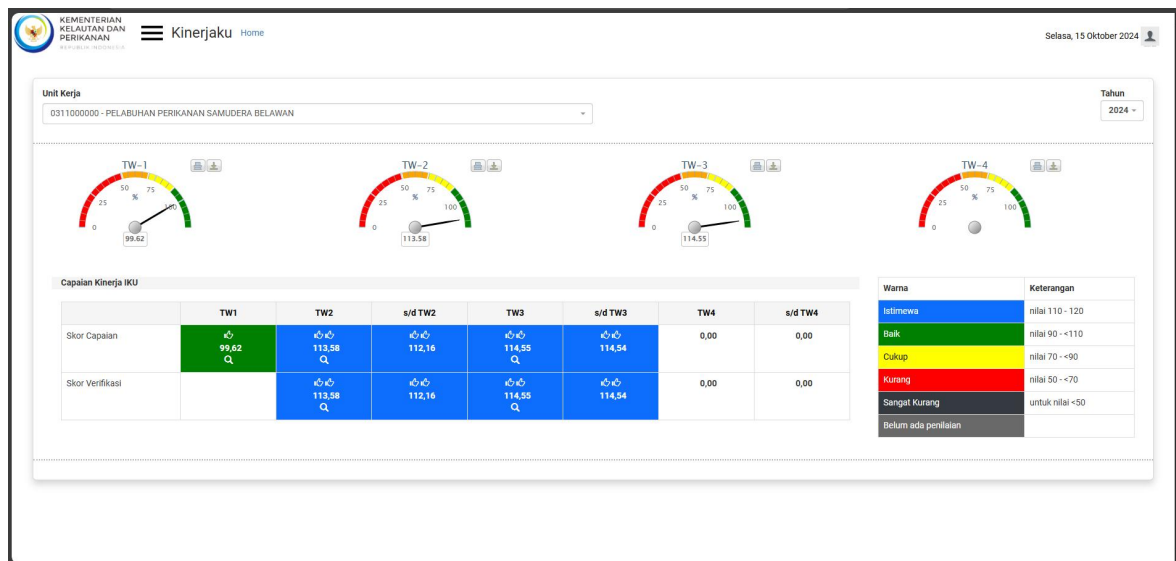 KEMENTERIAN
KELAUTAN DAN
PERIKANAN
REPUBLIK INDONESIA
Kinerjaku Home
Selasa, 15 Oktober 2024
Unit Kerja
Tahun
0311000000 - PELABUHAN PERIKANAN SAMUDERA BELAWAN
2024
TW-1
0 25 50 75 100
%
99.62
TW-2
0 25 50 75 100
%
113.58
TW-3
0 25 50 75 100
%
114.55
TW-4
0 25 50 75 100
%
Capaian Kinerja IKU
TW1 TW2 s/d TW2 TW3 s/d TW3 TW4 s/d TW4
Skor Capaian 99,62 113,58 112,16 114,55 114,54 0,00 0,00
Skor Verifikasi 113,58 112,16 114,55 114,54 0,00 0,00
Warna Keterangan
Istimewa nilai 110 - 120
Baik nilai 90 - <110
Cukup nilai 70 - <90
Kurang nilai 50 - <70
Sangat Kurang untuk nilai <50
Belum ada penilaian